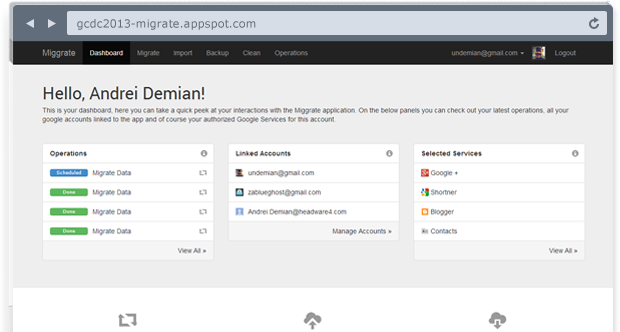 gcdc2013-migrate.appspot.com
Miggrate Dashboard Migrate Import Backup Clean Operations undemian@gmail.com Logout
Hello, Andrei Demian!
This is your dashboard, here you can take a quick peek at your interactions with the Miggrate application. On the below panels you can check out your latest operations, all your
google accounts linked to the app and of course your authorized Google Services for this account.
Operations
Scheduled Migrate Data
Done Migrate Data
Done Migrate Data
Done Migrate Data
View All »
Linked Accounts
undemian@gmail.com
zablueghost@gmail.com
Andrei Demian@headware4.com
Manage Accounts »
Selected Services
Google +
Shortner
Blogger
Contacts
View All »